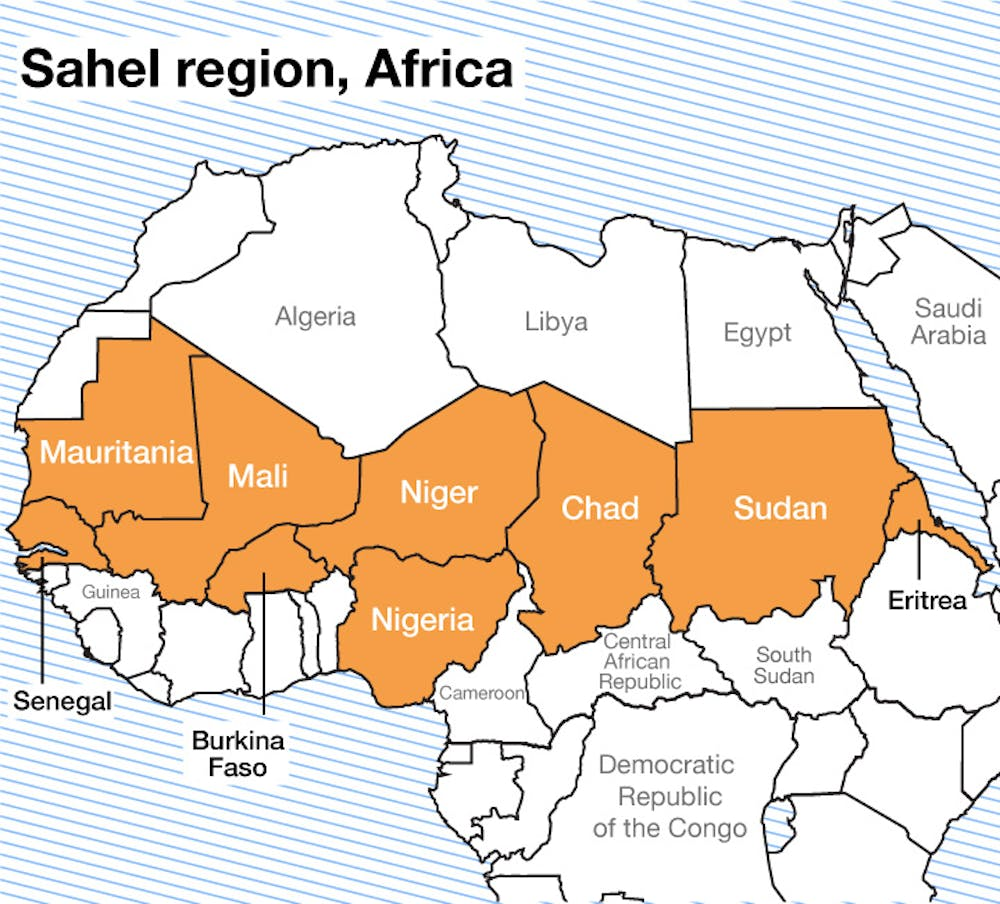 Sahel region, Africa
Algeria
Libya
Egypt
Saudi
Arabia
Mauritania
Mali
Niger
Chad
Sudan
Eritrea
Guinea
Nigeria
Senegal
Burkina
Faso
Cameroon
Central
African
Republic
South
Sudan
Democratic
Republic
of the Congo